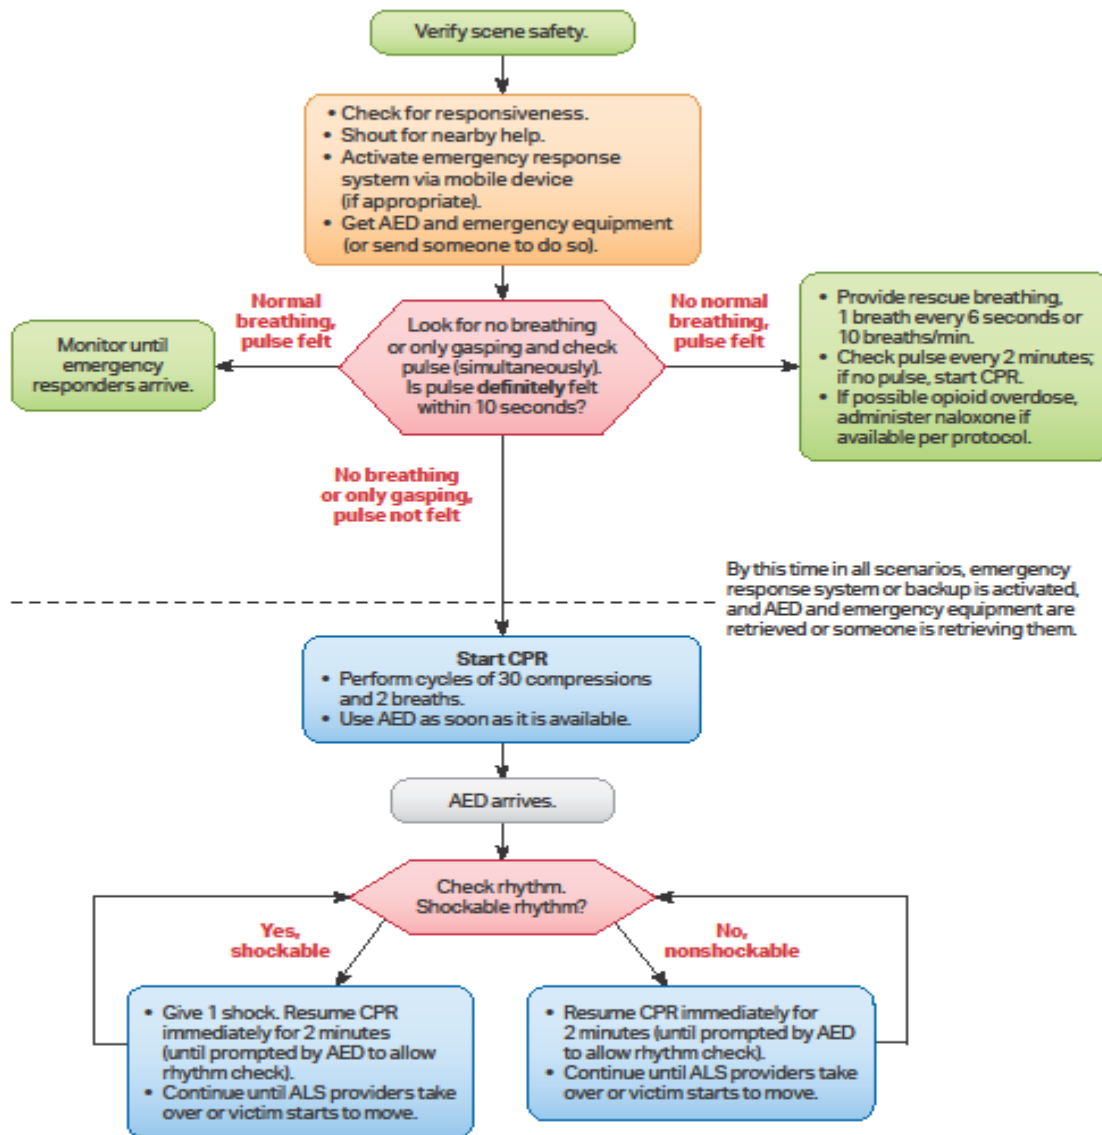 Verify scene safety.
• Check for responsiveness.
• Shout for nearby help.
• Activate emergency response
system via mobile device
(if appropriate).
• Get AED and emergency equipment
(or send someone to do so).
Normal
breathing,
pulse felt
Monitor until
emergency
responders arrive.
Look for no breathing
or only gasping and check
pulse (simultaneously).
Is pulse definitely felt
within 10 seconds?
No normal
breathing,
pulse felt
• Provide rescue breathing,
1 breath every 6 seconds or
10 breaths/min.
• Check pulse every 2 minutes;
if no pulse, start CPR.
• If possible opioid overdose,
administer naloxone if
available per protocol.
No breathing
or only gasping,
pulse not felt
By this time in all scenarios, emergency
response system or backup is activated,
and AED and emergency equipment are
retrieved or someone is retrieving them.
Start CPR
• Perform cycles of 30 compressions
and 2 breaths.
• Use AED as soon as it is available.
AED arrives.
Check rhythm.
Shockable rhythm?
Yes,
shockable
No,
nonshockable
• Give 1 shock. Resume CPR
immediately for 2 minutes
(until prompted by AED to allow
rhythm check).
• Continue until ALS providers take
over or victim starts to move.
• Resume CPR immediately for
2 minutes (until prompted by AED
to allow rhythm check).
• Continue until ALS providers take
over or victim starts to move.